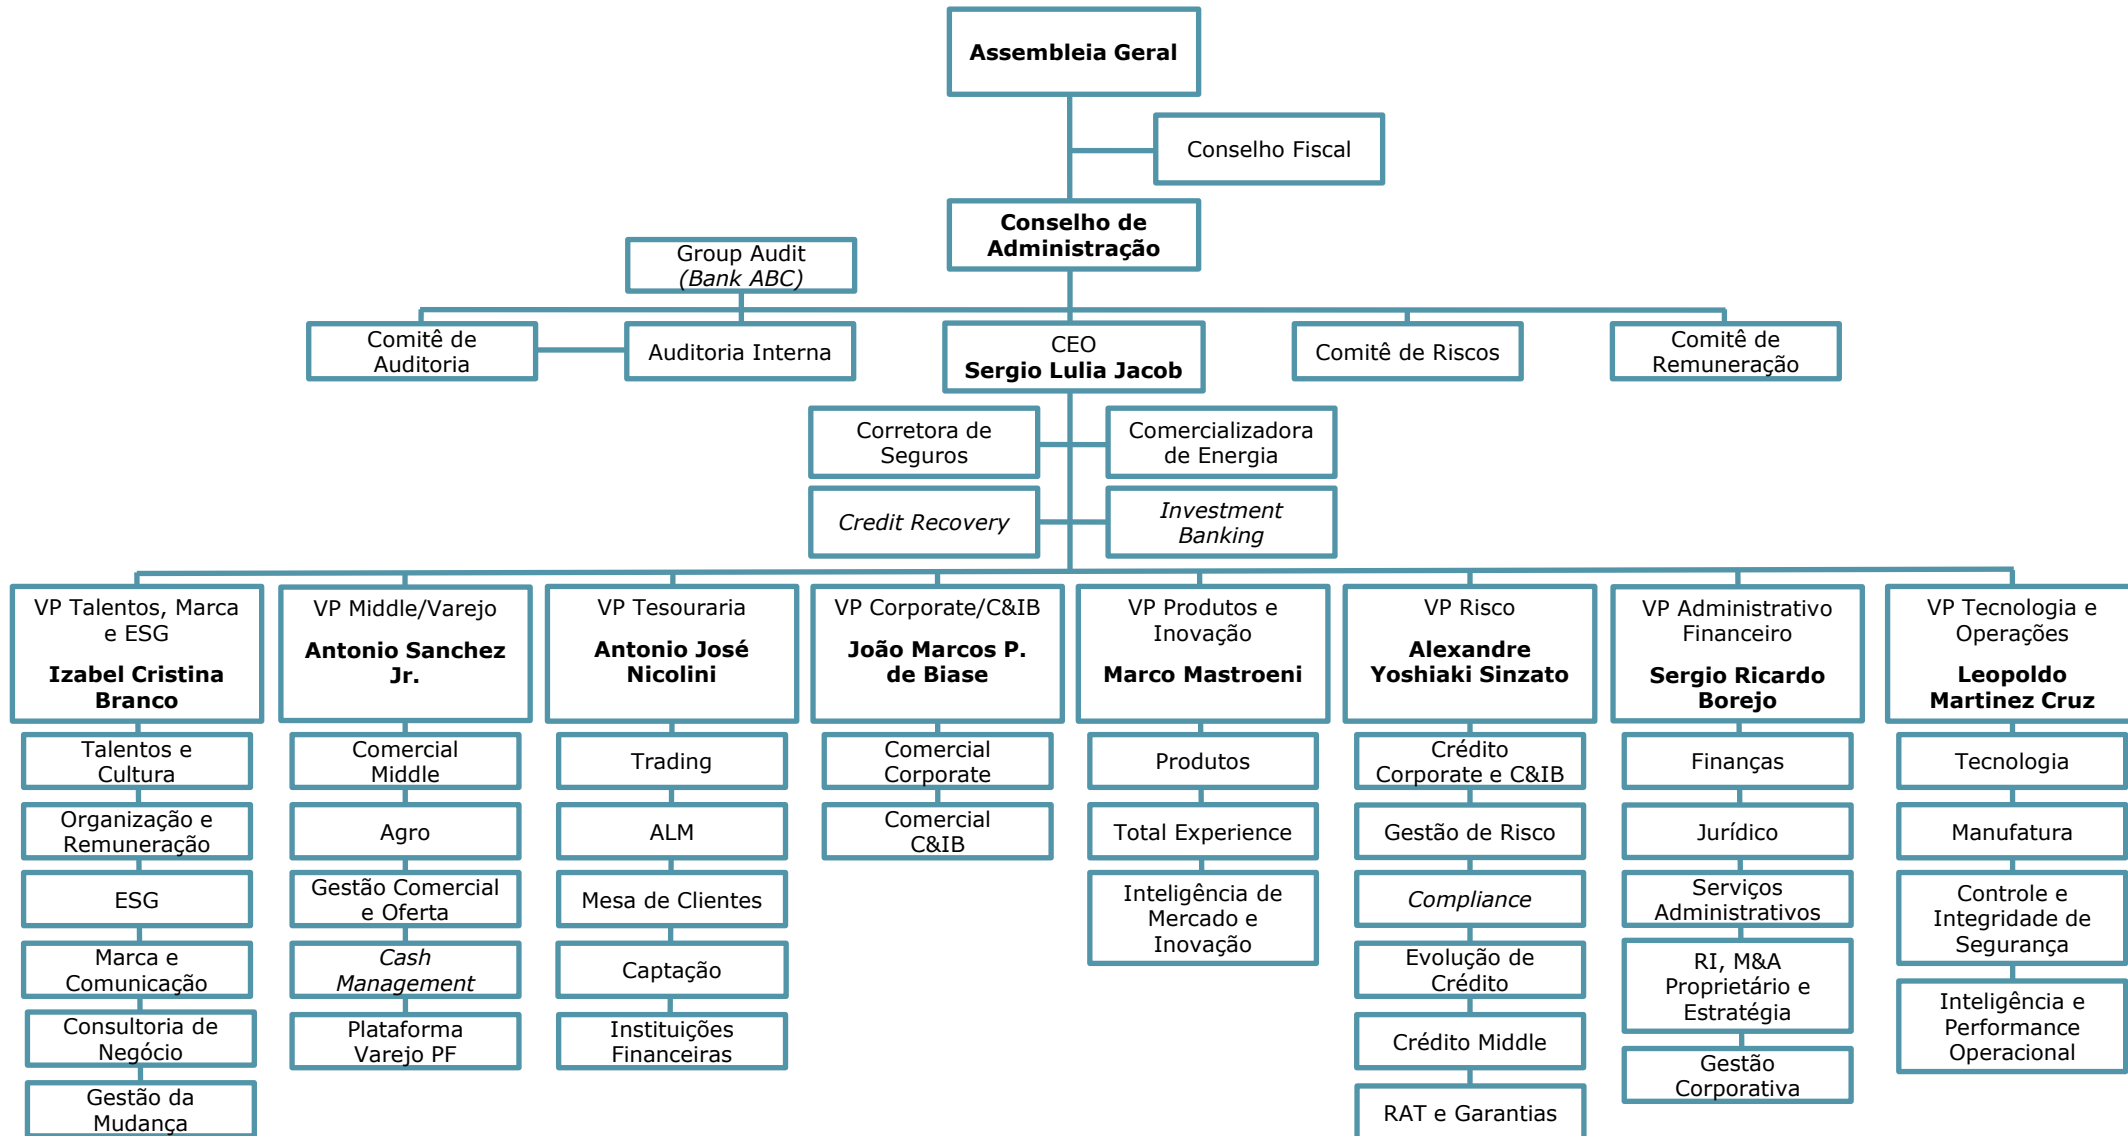 Assembleia Geral
Conselho Fiscal
Conselho de
Administração
Group Audit
(Bank ABC)
Comitê de
Auditoria
Auditoria Interna
CEO
Sergio Lulia Jacob
Comitê de Riscos
Comitê de
Remuneração
Corretora de
Seguros
Comercializadora
de Energia
Credit Recovery
Investment
Banking
VP Talentos, Marca
e ESG
Izabel Cristina
Branco
VP Middle/Varejo
Antonio Sanchez
Jr.
VP Tesouraria
Antonio José
Nicolini
VP Corporate/C&IB
João Marcos P.
de Biase
VP Produtos e
Inovação
Marco Mastroeni
VP Risco
Alexandre
Yoshiaki Sinzato
VP Administrativo
Financeiro
Sergio Ricardo
Borejo
VP Tecnologia e
Operações
Leopoldo
Martinez Cruz
Talentos e
Cultura
Organização e
Remuneração
ESG
Marca e
Comunicação
Consultoria de
Negócio
Gestão da
Mudança
Comercial
Middle
Agro
Gestão Comercial
e Oferta
Cash
Management
Plataforma
Varejo PF
Trading
ALM
Mesa de Clientes
Captação
Instituições
Financeiras
Comercial
Corporate
Comercial
C&IB
Produtos
Total Experience
Inteligência de
Mercado e
Inovação
Crédito
Corporate e C&IB
Gestão de Risco
Compliance
Evolução de
Crédito
Crédito Middle
RAT e Garantias
Finanças
Jurídico
Serviços
Administrativos
RI, M&A
Proprietário e
Estratégia
Gestão
Corporativa
Tecnologia
Manufatura
Controle e
Integridade de
Segurança
Inteligência e
Performance
Operacional